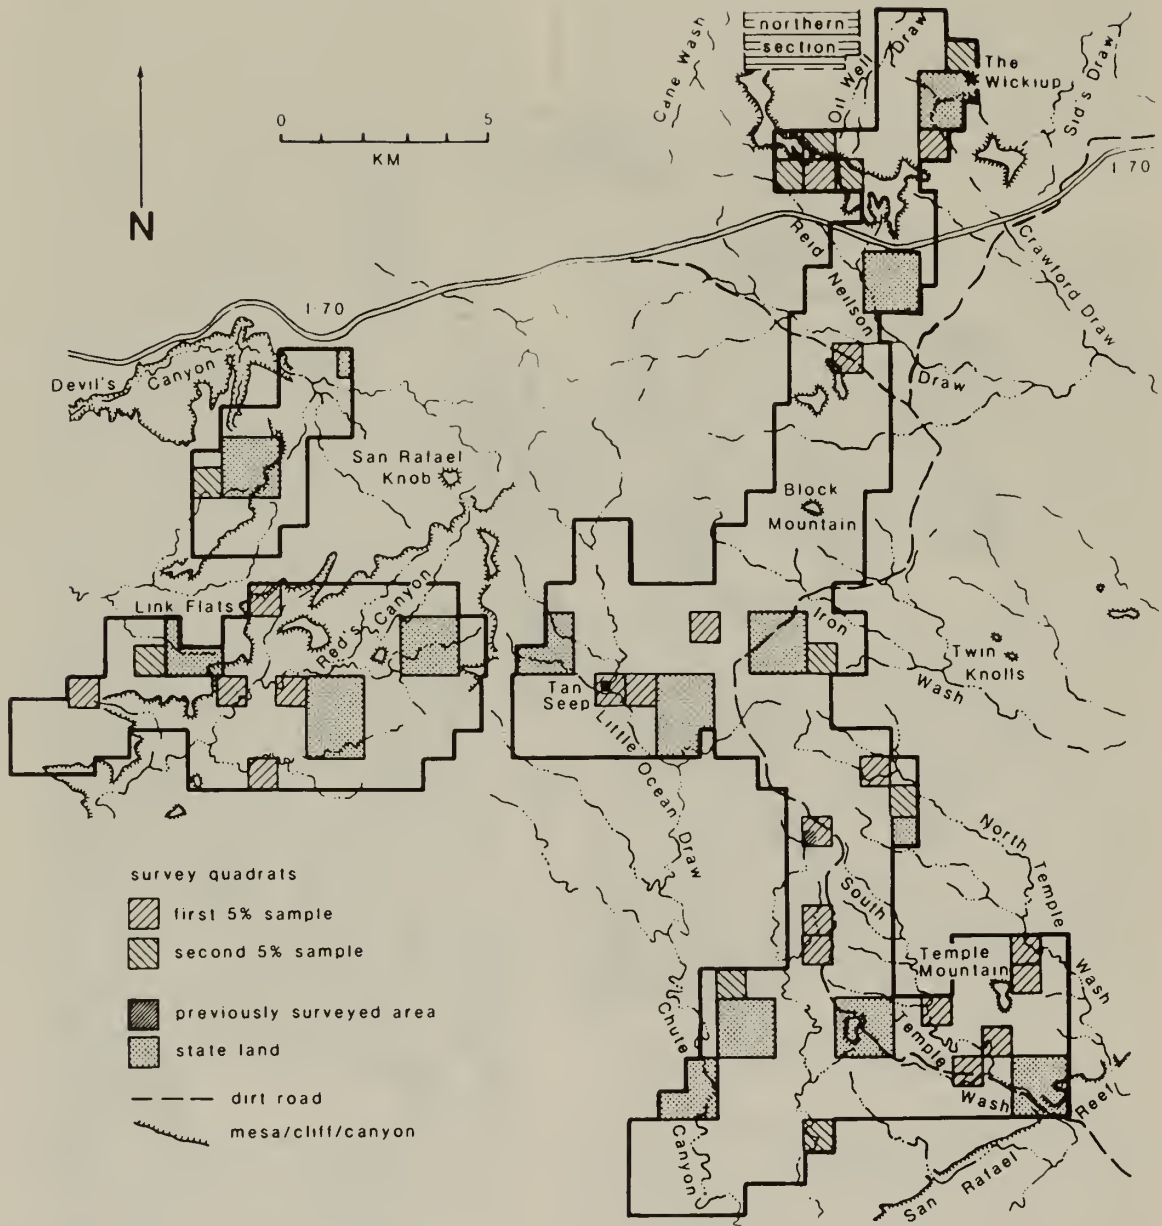 northern
section
Cane Wash
Oil Well Draw
The
Wickiup
Sid's Draw
0 5
KM
N
I-70
Reid Neilson Draw
Crawford Draw
I-70
Devil's Canyon
San Rafael
Knob
Block
Mountain
Link Flats
Red's Canyon
Iron Wash
Twin
Knolls
Tan
Seep
Little Ocean Draw
North Temple Wash
South Temple Wash
Temple
Mountain
Chute Canyon
San Rafael Reef
survey quadrats
first 5% sample
second 5% sample
previously surveyed area
state land
dirt road
mesa/cliff/canyon